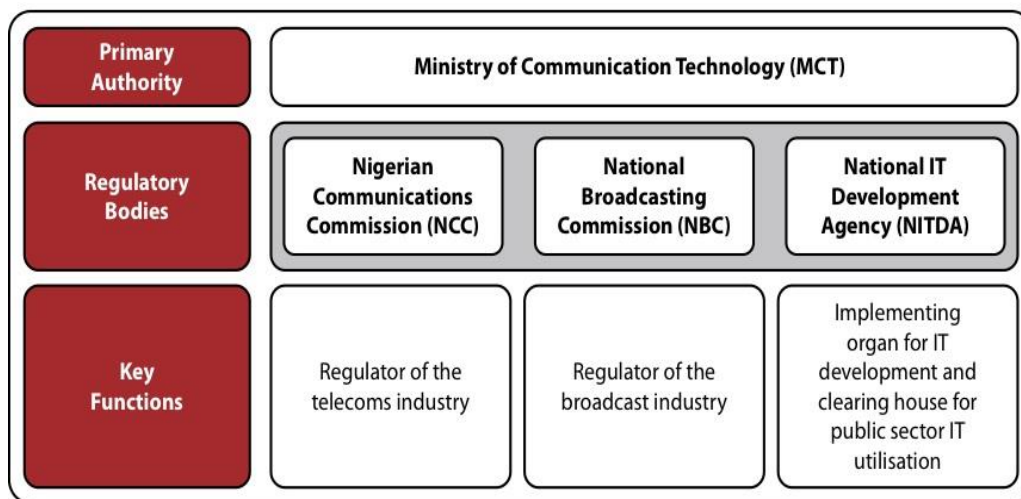 Primary
Authority
Ministry of Communication Technology (MCT)
Regulatory
Bodies
Nigerian
Communications
Commission (NCC)
National
Broadcasting
Commission (NBC)
National IT
Development
Agency (NITDA)
Key
Functions
Regulator of the
telecoms industry
Regulator of the
broadcast industry
Implementing
organ for IT
development and
clearing house for
public sector IT
utilisation